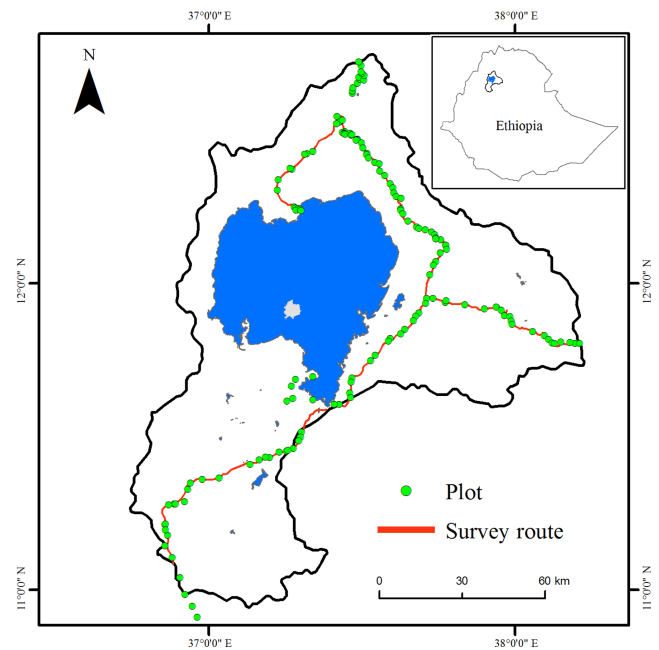 37°0'0" E 38°0'0" E
N
Ethiopia
12°0'0" N 12°0'0" N
Plot
Survey route
0 30 60 km
11°0'0" N 11°0'0" N
37°0'0" E 38°0'0" E